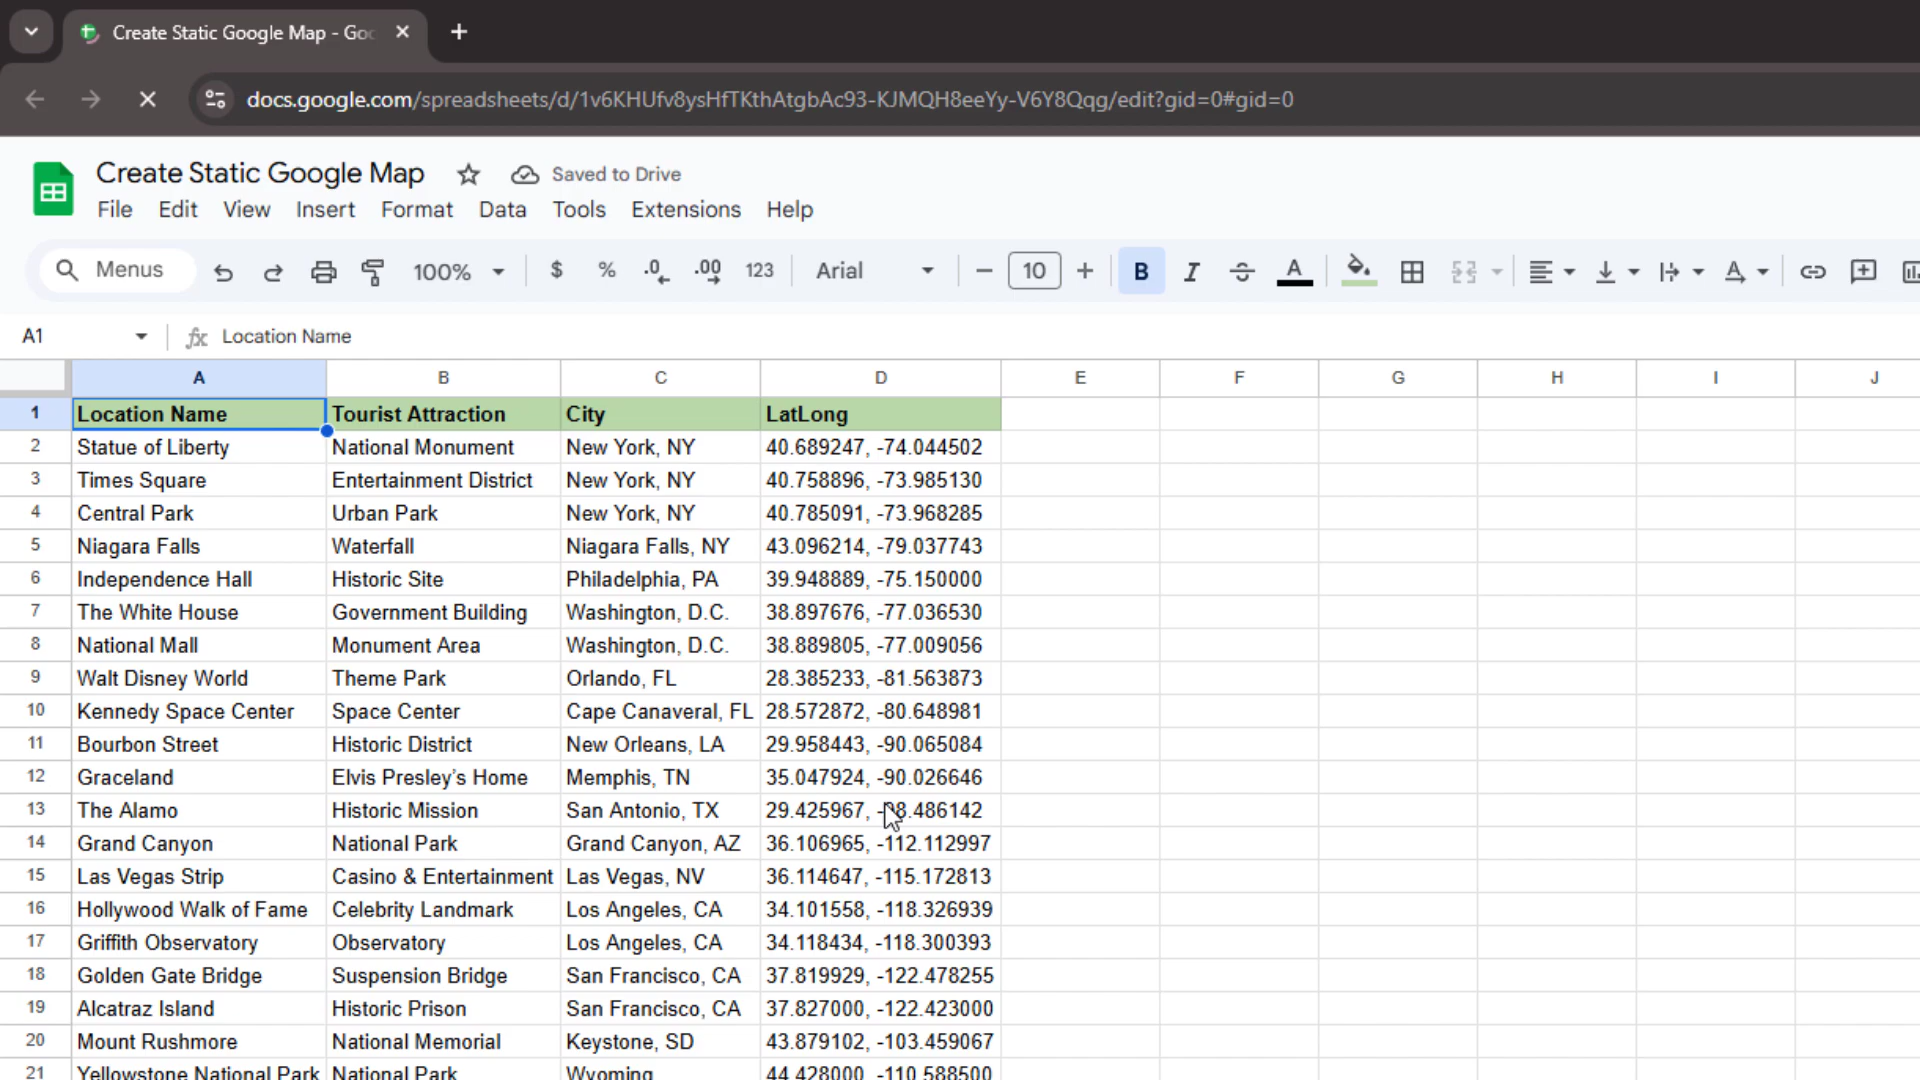 Create Static Google Map - Goo
docs.google.com/spreadsheets/d/1v6KHUfv8ysHfTKthAtgbAc93-KJMQH8eeYy-V6Y8Qqg/edit?gid=0#gid=0
Create Static Google Map Saved to Drive
File Edit View Insert Format Data Tools Extensions Help
Menus 100% $ % .0 .00 123 Arial 10 B I A A
A1 fx Location Name
A B C D E F G H I J
1 Location Name Tourist Attraction City LatLong
2 Statue of Liberty National Monument New York, NY 40.689247, -74.044502
3 Times Square Entertainment District New York, NY 40.758896, -73.985130
4 Central Park Urban Park New York, NY 40.785091, -73.968285
5 Niagara Falls Waterfall Niagara Falls, NY 43.096214, -79.037743
6 Independence Hall Historic Site Philadelphia, PA 39.948889, -75.150000
7 The White House Government Building Washington, D.C. 38.897676, -77.036530
8 National Mall Monument Area Washington, D.C. 38.889805, -77.009056
9 Walt Disney World Theme Park Orlando, FL 28.385233, -81.563873
10 Kennedy Space Center Space Center Cape Canaveral, FL 28.572872, -80.648981
11 Bourbon Street Historic District New Orleans, LA 29.958443, -90.065084
12 Graceland Elvis Presley’s Home Memphis, TN 35.047924, -90.026646
13 The Alamo Historic Mission San Antonio, TX 29.425967, -98.486142
14 Grand Canyon National Park Grand Canyon, AZ 36.106965, -112.112997
15 Las Vegas Strip Casino & Entertainment Las Vegas, NV 36.114647, -115.172813
16 Hollywood Walk of Fame Celebrity Landmark Los Angeles, CA 34.101558, -118.326939
17 Griffith Observatory Observatory Los Angeles, CA 34.118434, -118.300393
18 Golden Gate Bridge Suspension Bridge San Francisco, CA 37.819929, -122.478255
19 Alcatraz Island Historic Prison San Francisco, CA 37.827000, -122.423000
20 Mount Rushmore National Memorial Keystone, SD 43.879102, -103.459067
21 Yellowstone National Park National Park Wyoming 44.428000, -110.588500